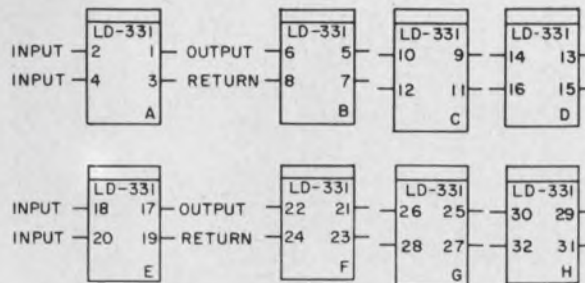 LD-331 LD-331 LD-331 LD-331
INPUT 2 1 OUTPUT 6 5 10 9 14 13
INPUT 4 3 RETURN 8 7 12 11 16 15
A B C D
LD-331 LD-331 LD-331 LD-331
INPUT 18 17 OUTPUT 22 21 26 25 30 29
INPUT 20 19 RETURN 24 23 28 27 32 31
E F G H